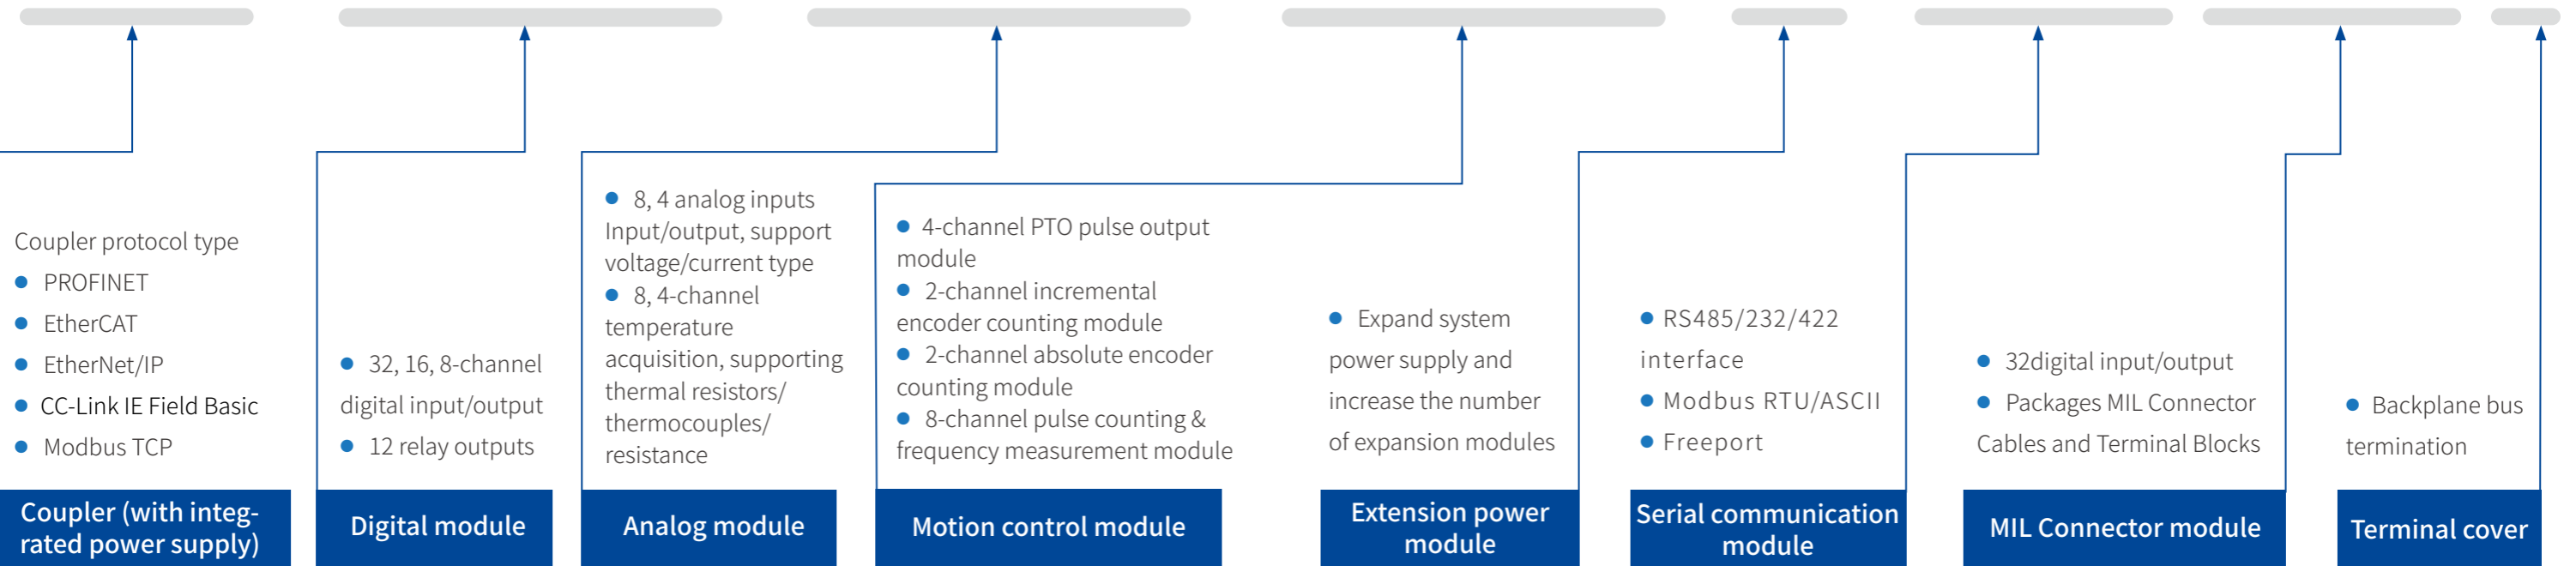 Coupler protocol type
● PROFINET
● EtherCAT
● EtherNet/IP
● CC-Link IE Field Basic
● Modbus TCP
Coupler (with integ-
rated power supply)
● 32, 16, 8-channel
digital input/output
● 12 relay outputs
Digital module
● 8, 4 analog inputs
Input/output, support
voltage/current type
● 8, 4-channel
temperature
acquisition, supporting
thermal resistors/
thermocouples/
resistance
Analog module
● 4-channel PTO pulse output
module
● 2-channel incremental
encoder counting module
● 2-channel absolute encoder
counting module
● 8-channel pulse counting &
frequency measurement module
Motion control module
● Expand system
power supply and
increase the number
of expansion modules
Extension power
module
● RS485/232/422
interface
● Modbus RTU/ASCII
● Freeport
Serial communication
module
● 32digital input/output
● Packages MIL Connector
Cables and Terminal Blocks
MIL Connector module
● Backplane bus
termination
Terminal cover